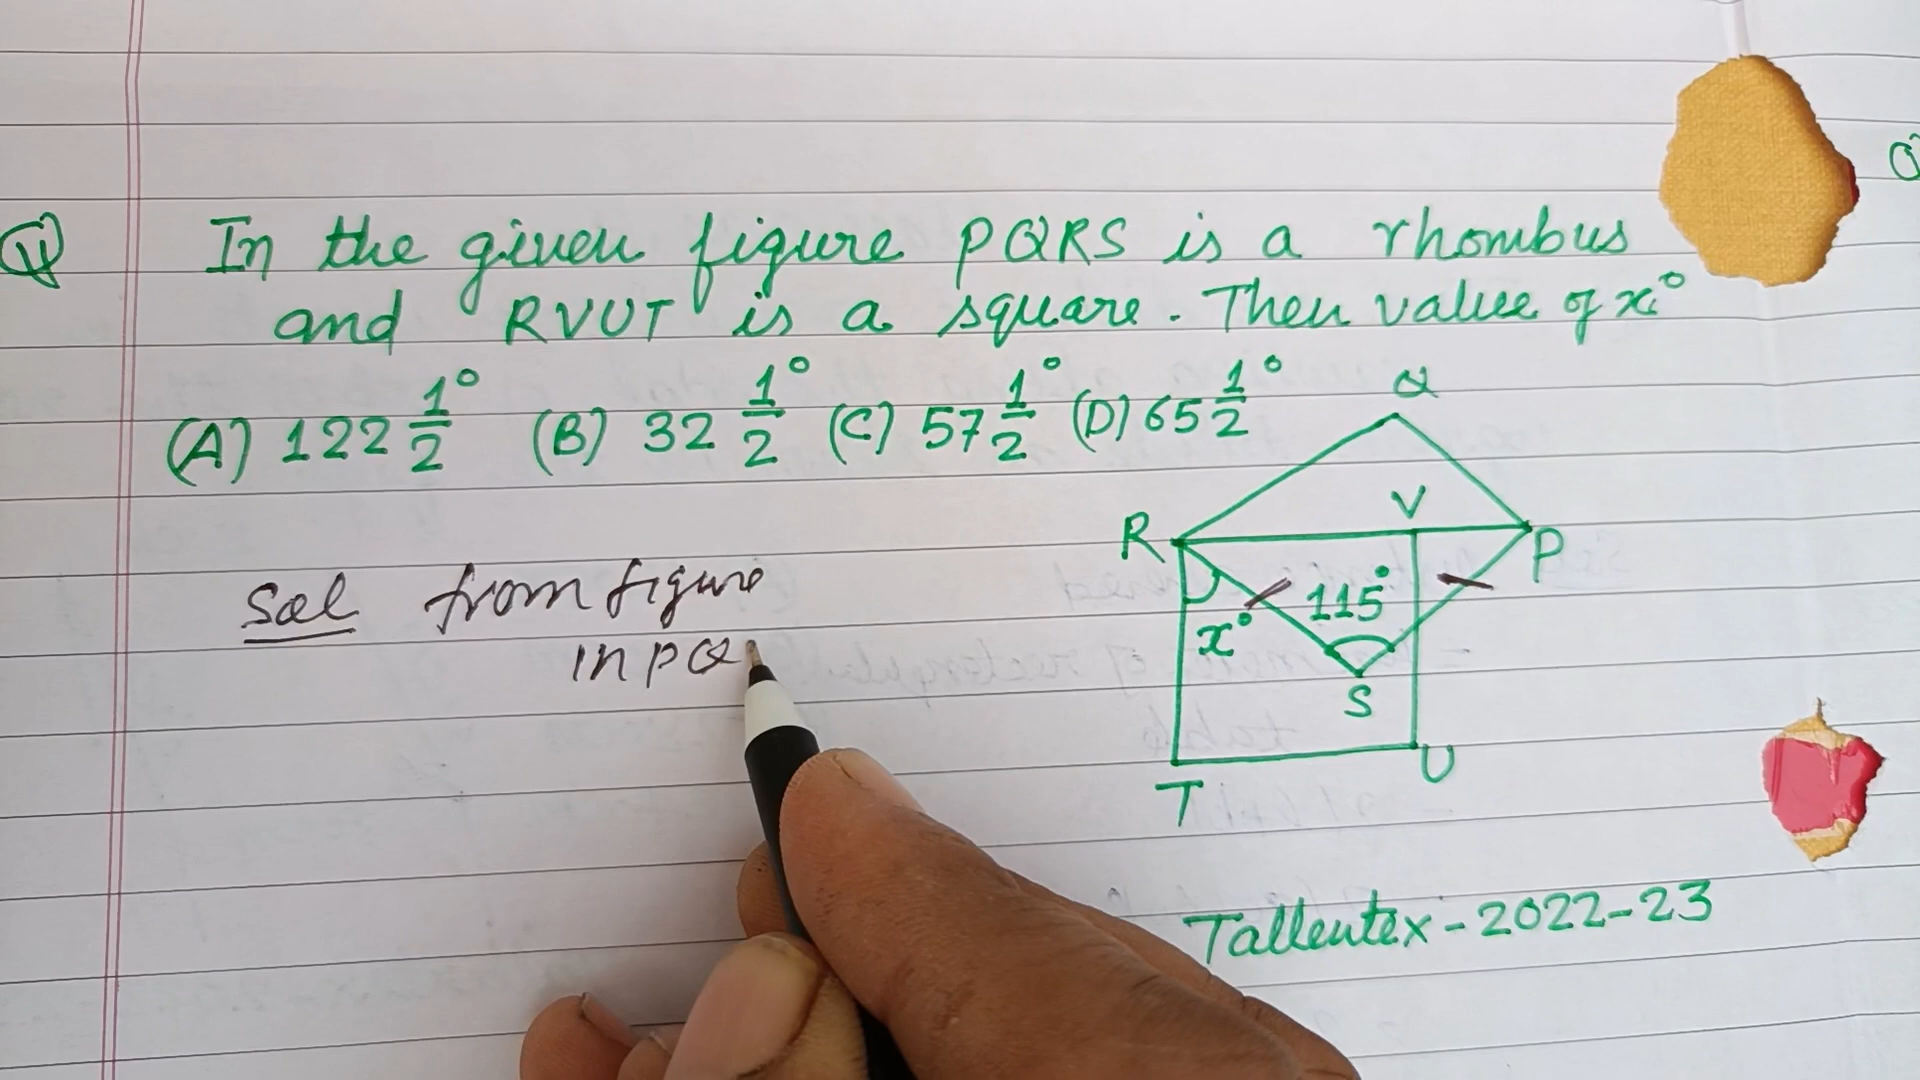 Q In the given figure PQRS is a rhombus
and RVUT is a square. Then value of x°
(A) 122 1/2° (B) 32 1/2° (C) 57 1/2° (D) 65 1/2°
Q
V
R
P
115°
x°
S
U
T
Sol from figure
in PQ
Tallentex-2022-23